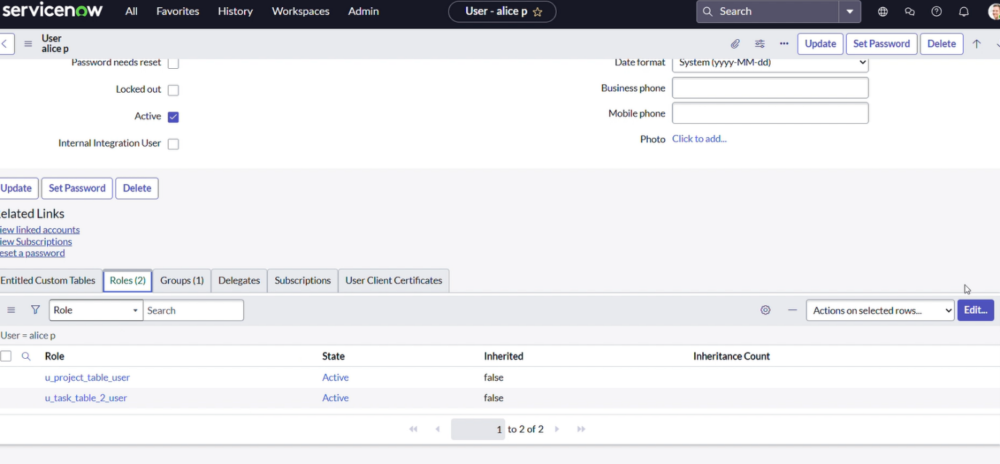 servicenow All Favorites History Workspaces Admin User - alice p Search
User
alice p
Update Set Password Delete
Password needs reset
Date format System (yyyy-MM-dd)
Locked out
Business phone
Active
Mobile phone
Internal Integration User
Photo Click to add...
Update Set Password Delete
elated Links
iew linked accounts
iew Subscriptions
eset a password
Entitled Custom Tables Roles (2) Groups (1) Delegates Subscriptions User Client Certificates
Role Search Actions on selected rows... Edit...
User = alice p
Role State Inherited Inheritance Count
u_project_table_user Active false
u_task_table_2_user Active false
1 to 2 of 2